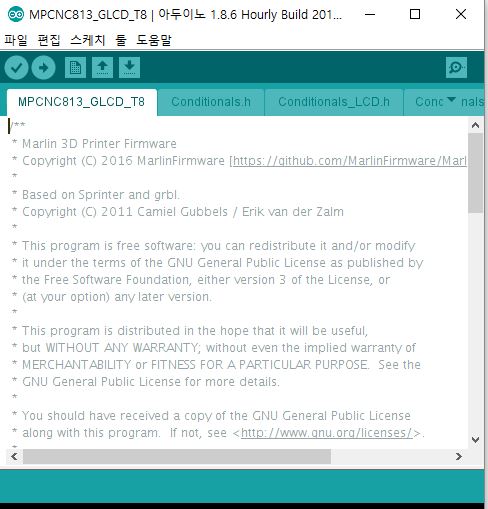 MPCNC813_GLCD_T8 | 아두이노 1.8.6 Hourly Build 201...
파일 편집 스케치 툴 도움말
MPCNC813_GLCD_T8 Conditionals.h Conditionals_LCD.h Conc nals
/**
* Marlin 3D Printer Firmware
* Copyright (C) 2016 MarlinFirmware [https://github.com/MarlinFirmware/Marl
*
* Based on Sprinter and grbl.
* Copyright (C) 2011 Camiel Gubbels / Erik van der Zalm
*
* This program is free software: you can redistribute it and/or modify
* it under the terms of the GNU General Public License as published by
* the Free Software Foundation, either version 3 of the License, or
* (at your option) any later version.
*
* This program is distributed in the hope that it will be useful,
* but WITHOUT ANY WARRANTY; without even the implied warranty of
* MERCHANTABILITY or FITNESS FOR A PARTICULAR PURPOSE.  See the
* GNU General Public License for more details.
*
* You should have received a copy of the GNU General Public License
* along with this program.  If not, see <http://www.gnu.org/licenses/>.
*